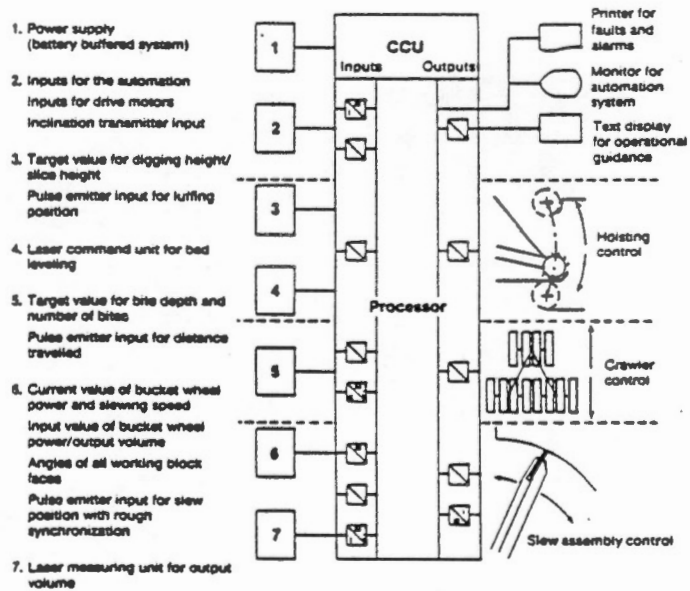 1. Power supply
(battery buffered system)
2. Inputs for the automation
Inputs for drive motors
Inclination transmitter input
3. Target value for digging height/
slice height
Pulse emitter input for luffing
position
4. Laser command unit for bed
leveling
5. Target value for bite depth and
number of bites
Pulse emitter input for distance
travelled
6. Current value of bucket wheel
power and slewing speed
Input value of bucket wheel
power/output volume
Angles of all working block
faces
Pulse emitter input for slew
position with rough
synchronization
7. Laser measuring unit for output
volume
1
2
3
4
5
6
7
CCU
Inputs
Outputs
Processor
Printer for
faults and
alarms
Monitor for
automation
system
Text display
for operational
guidance
Hoisting
control
Crawler
control
Slew assembly control